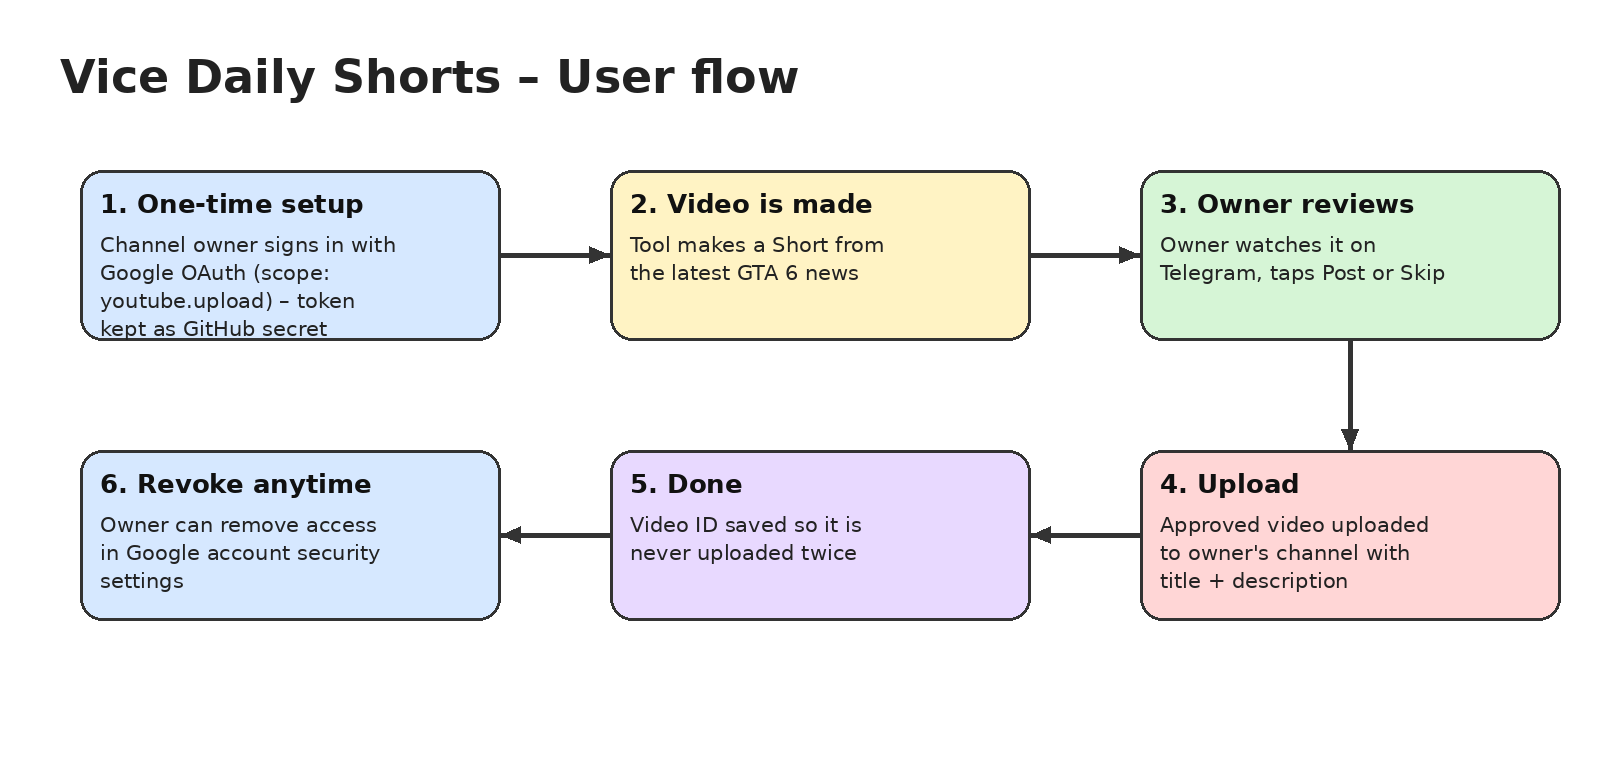 Vice Daily Shorts – User flow
1. One-time setup
Channel owner signs in with
Google OAuth (scope:
youtube.upload) – token
kept as GitHub secret
2. Video is made
Tool makes a Short from
the latest GTA 6 news
3. Owner reviews
Owner watches it on
Telegram, taps Post or Skip
4. Upload
Approved video uploaded
to owner's channel with
title + description
5. Done
Video ID saved so it is
never uploaded twice
6. Revoke anytime
Owner can remove access
in Google account security
settings